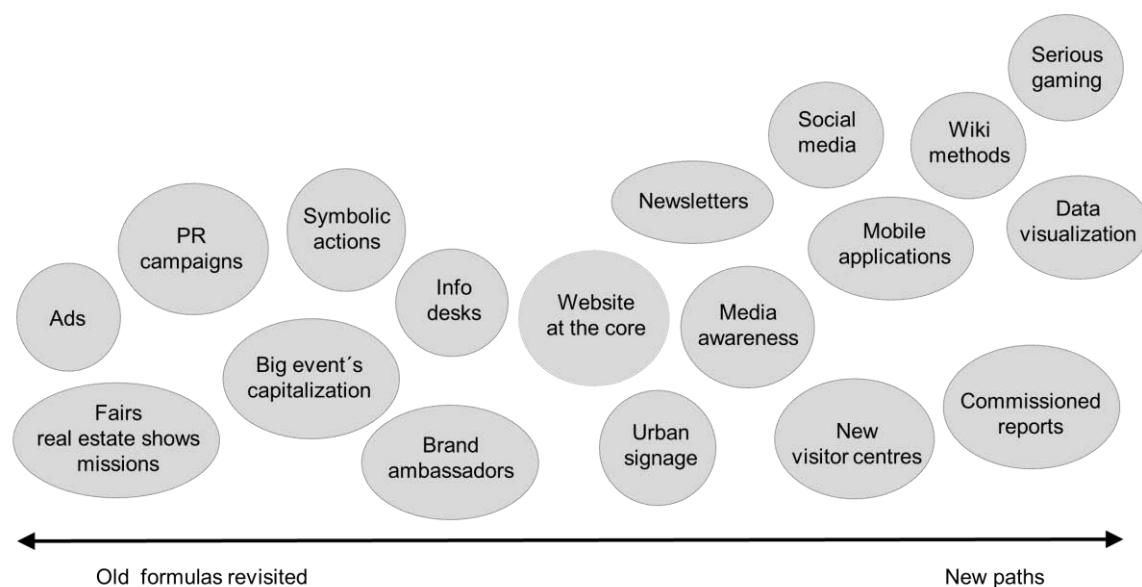 Serious
gaming
Social
media
Wiki
methods
Newsletters
Symbolic
actions
PR
campaigns
Mobile
applications
Data
visualization
Ads
Info
desks
Website
at the core
Media
awareness
Big event´s
capitalization
Fairs
real estate shows
missions
Brand
ambassadors
Urban
signage
New
visitor centres
Commissioned
reports
Old formulas revisited
New paths